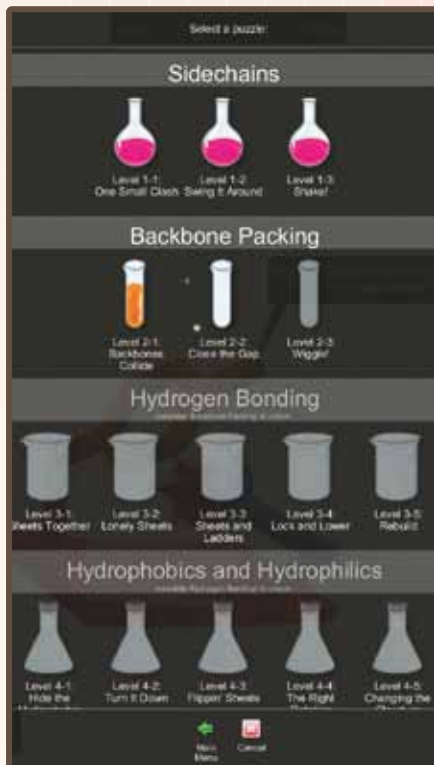 Select a puzzle:
Sidechains
Level 1-1: Level 1-2: Level 1-3:
One Small Clash Swing It Around Shake!
Backbone Packing
Level 2-1: Level 2-2: Level 2-3:
Backbones Close the Gap Wiggle!
Collide
Hydrogen Bonding
Level 3-1: Level 3-2: Level 3-3: Level 3-4: Level 3-5:
heets Together Lonely Sheets Sheets and Lock and Lower Rebuild
Ladders
Hydrophobics and Hydrophilics
Level 4-1: Level 4-2: Level 4-3: Level 4-4: Level 4-5:
Hide the Turn It Down Flippin' Sheets The Right Changing the
Main Cancel
Menu